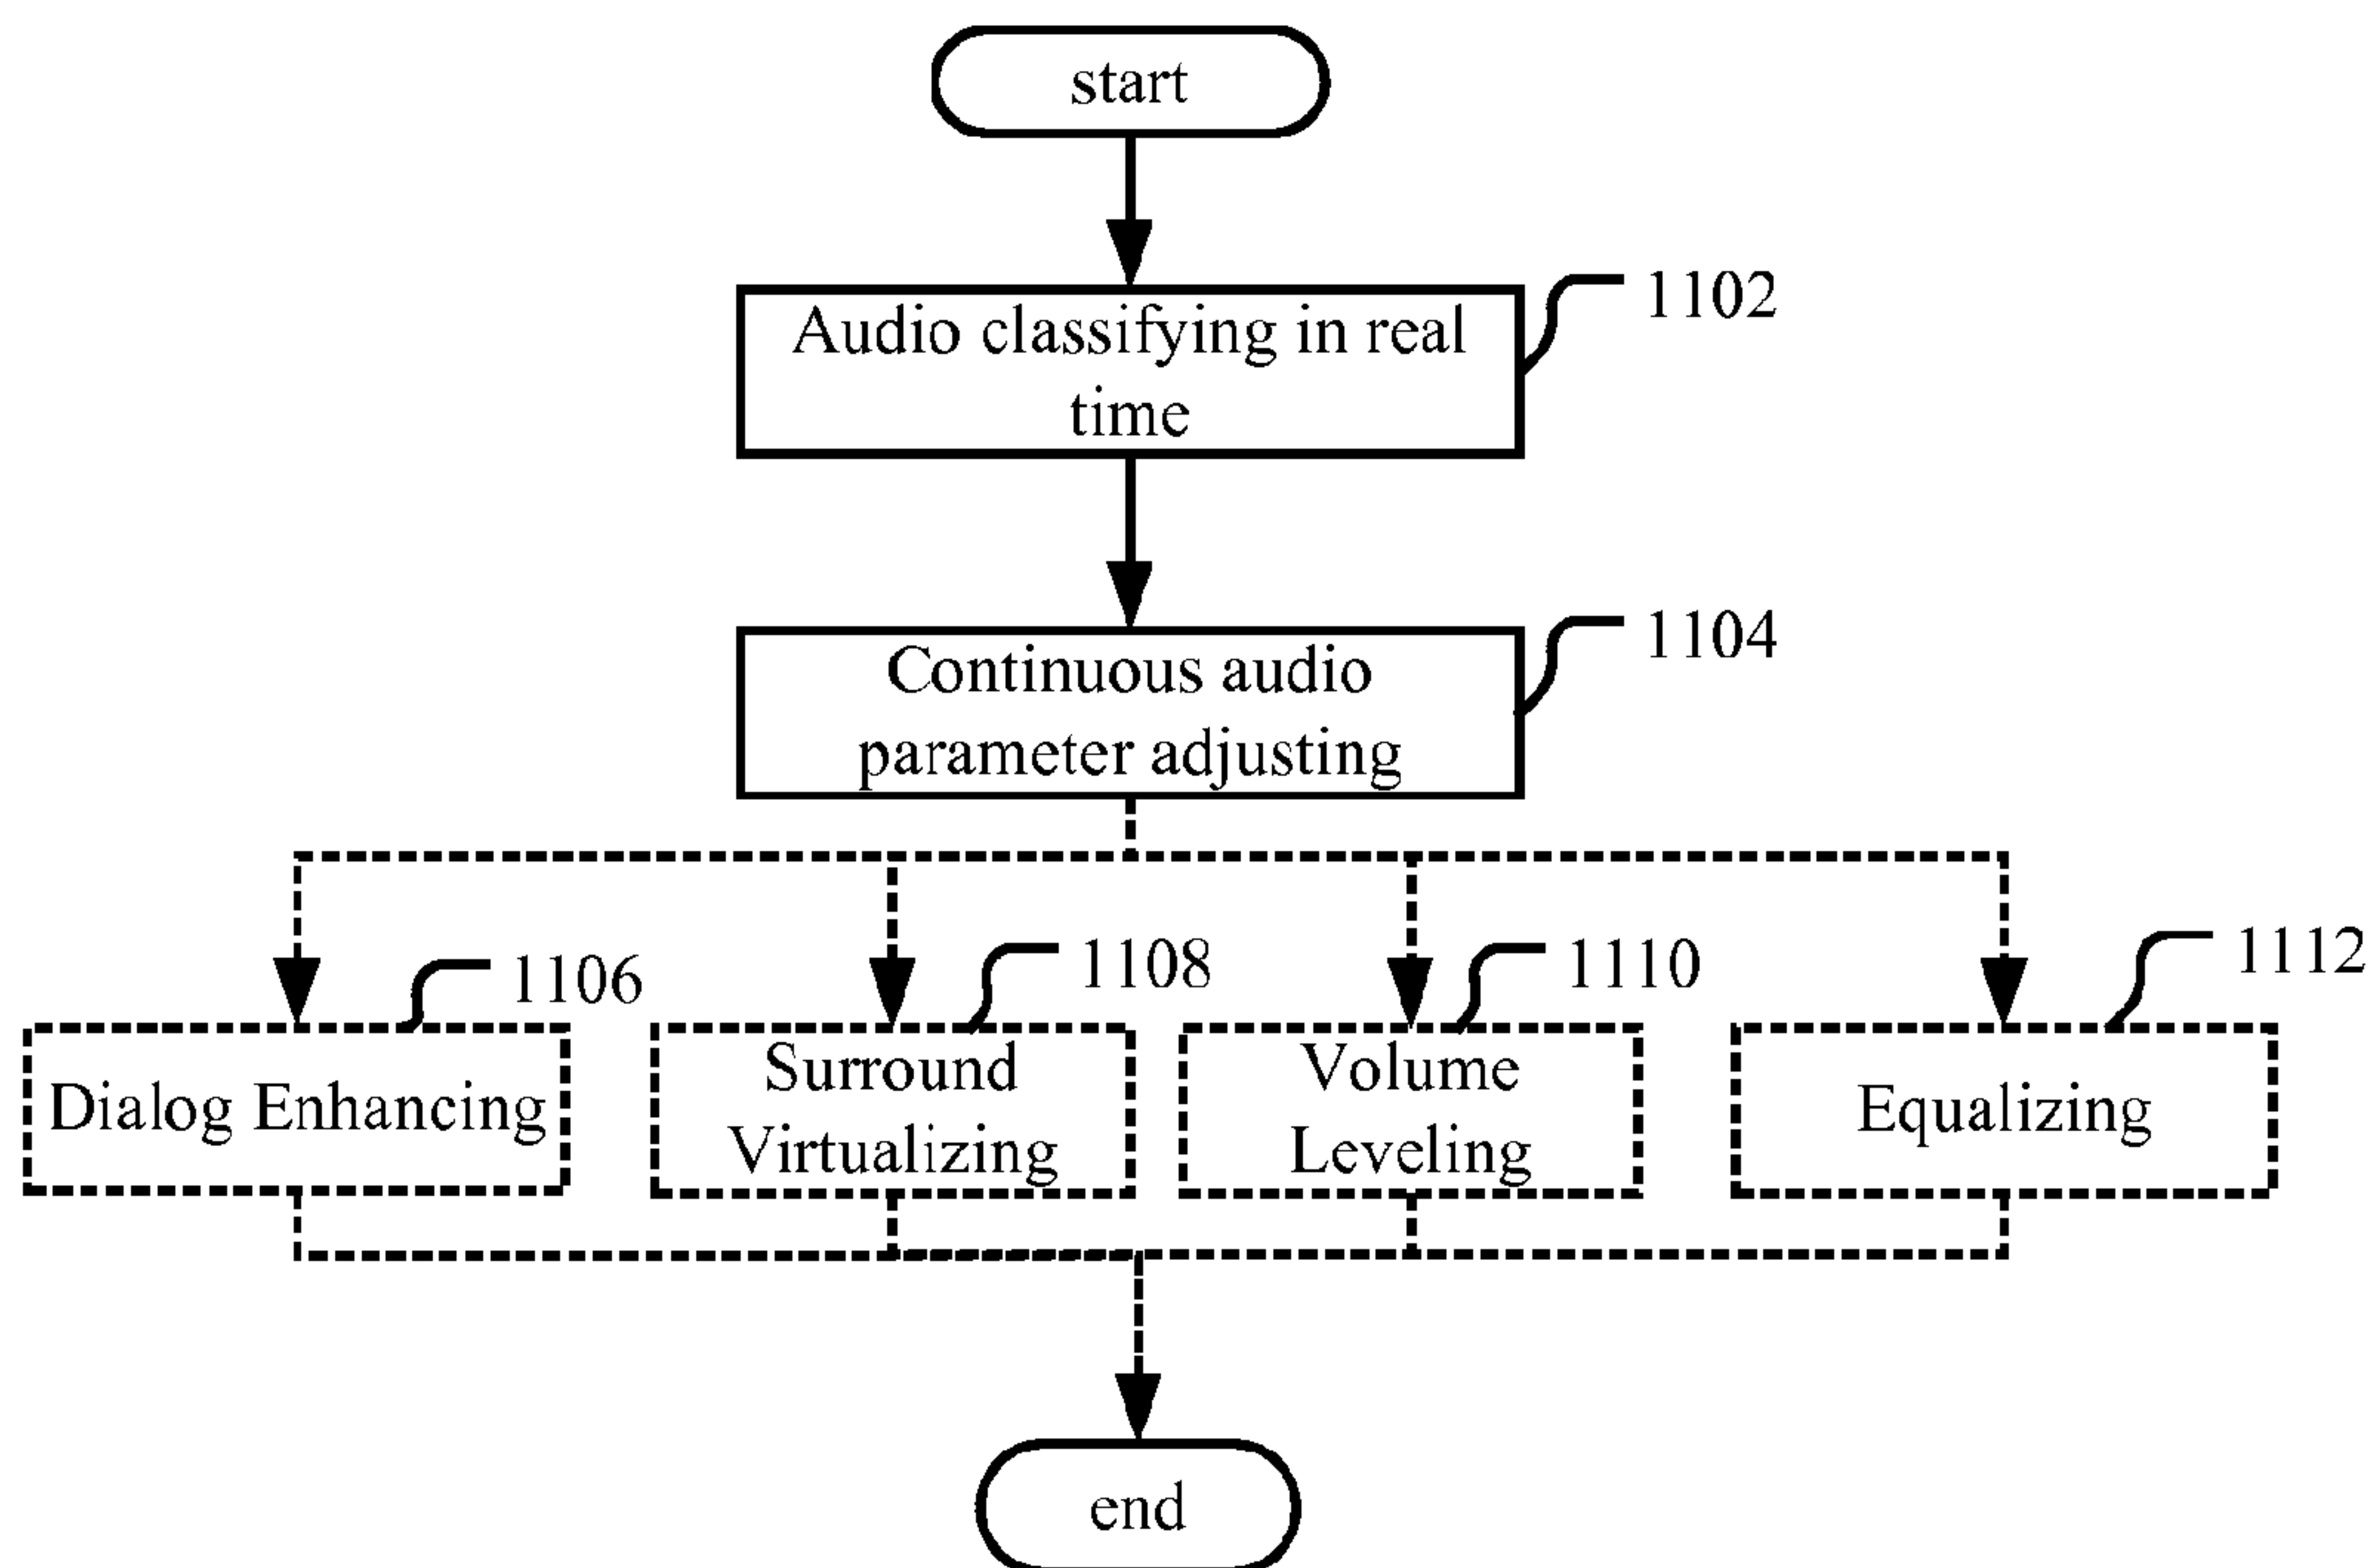 start
1102
Audio classifying in real
time
1104
Continuous audio
parameter adjusting
1106
1108
1110
1112
Dialog Enhancing
Surround
Virtualizing
Volume
Leveling
Equalizing
end